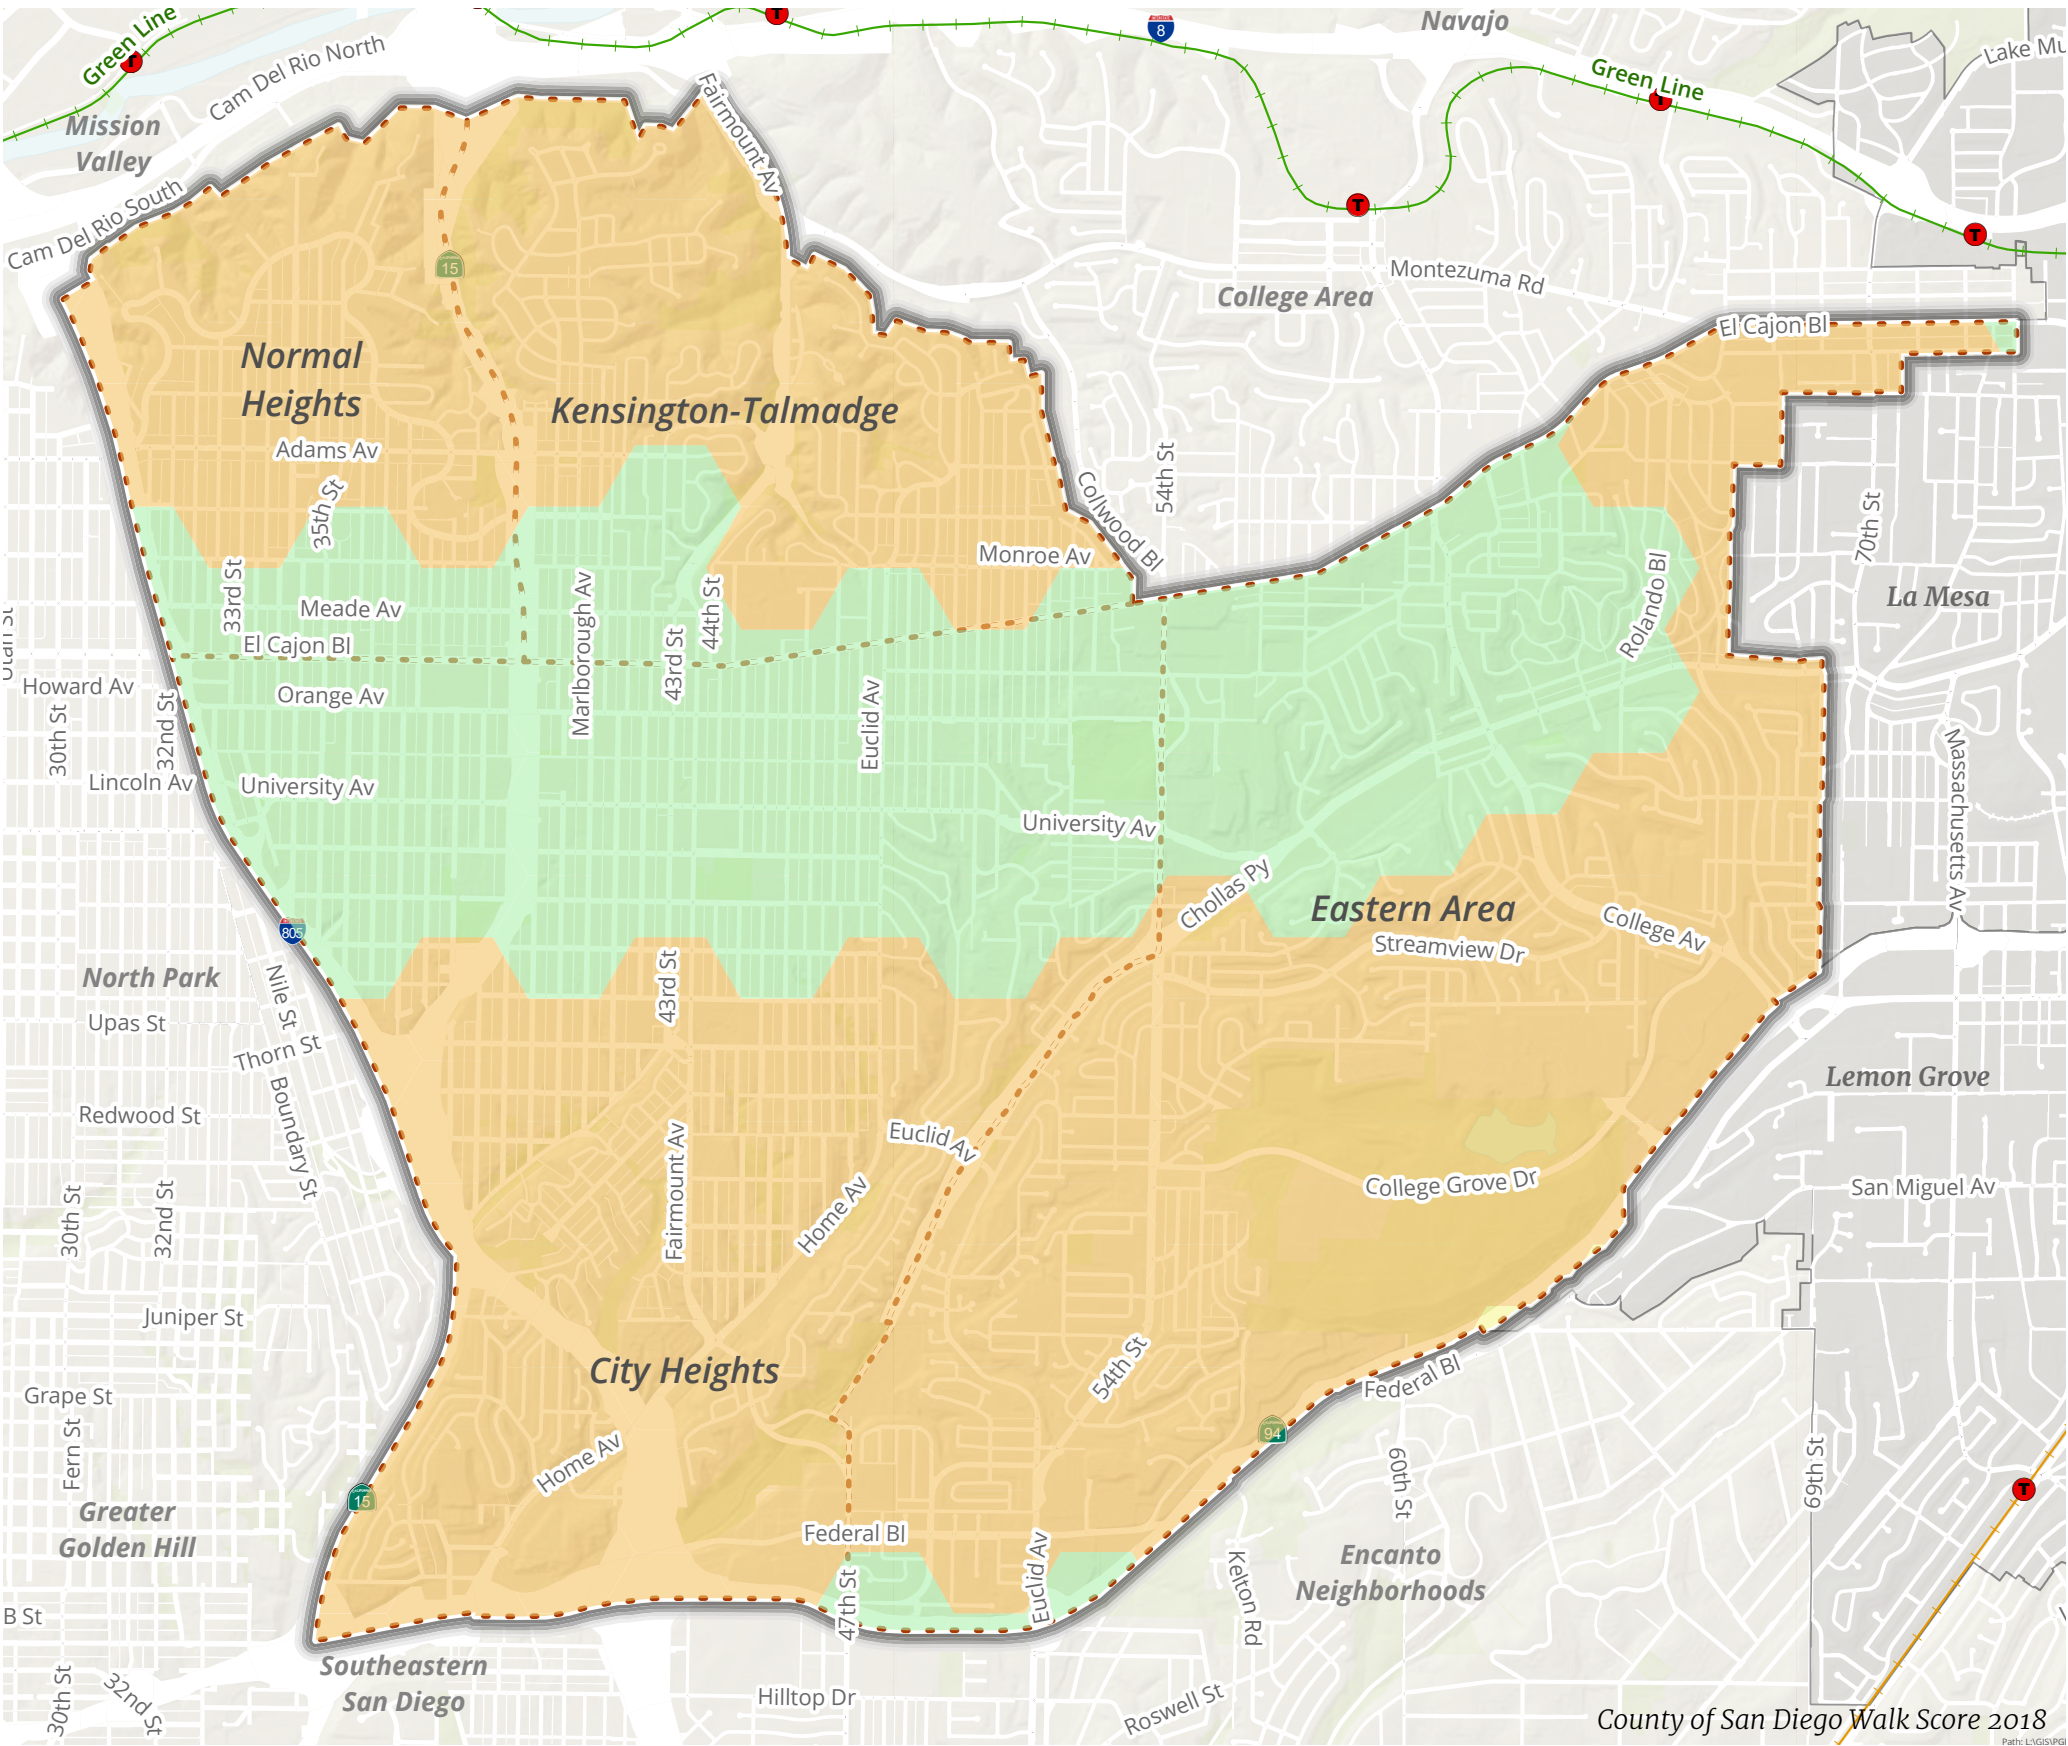 Green Line
Cam Del Rio North
Mission
Valley
Cam Del Rio South
Fairmount Av
8
Navajo
Green Line
Lake Mu
15
Normal
Heights
Kensington-Talmadge
College Area
Montezuma Rd
El Cajon Bl
Adams Av
35th St
33rd St
Meade Av
El Cajon Bl
Orange Av
Marlborough Av
43rd St
44th St
Monroe Av
Collwood Bl
54th St
Rolando Bl
70th St
La Mesa
Utah St
Howard Av
30th St
32nd St
Lincoln Av
University Av
Euclid Av
University Av
Chollas Py
Eastern Area
Streamview Dr
College Av
Massachusetts Av
805
North Park
Nile St
Upas St
Thorn St
Boundary St
Redwood St
43rd St
Fairmount Av
Euclid Av
Home Av
College Grove Dr
Lemon Grove
San Miguel Av
30th St
32nd St
Juniper St
Grape St
Fern St
City Heights
54th St
Federal Bl
94
Home Av
15
Greater
Golden Hill
Federal Bl
47th St
Euclid Av
Kelton Rd
60th St
69th St
Encanto
Neighborhoods
B St
30th St
32nd St
Southeastern
San Diego
Hilltop Dr
Roswell St
T
T
T
T
T
T
County of San Diego Walk Score 2018
Path: L:\GIS\PG